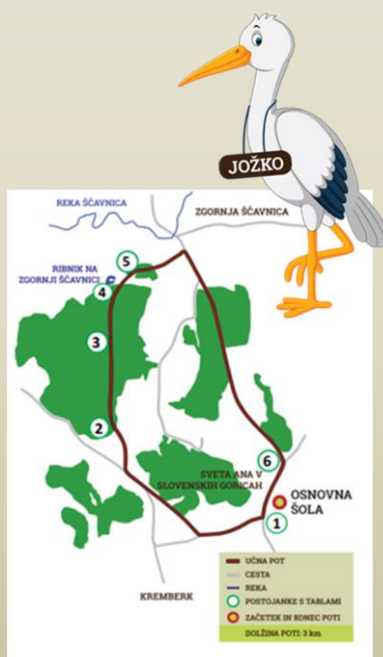 JOŽKO
REKA ŠČAVNICA
ZGORNJA ŠČAVNICA
5
RIBNIK NA
ZGORNJI ŠČAVNICI
4
3
2
6
SVETA ANA V
SLOVENSKIH GORICAH
OSNOVNA
ŠOLA
1
KREMBERK
UČNA POT
CESTA
REKA
POSTOJANKE S TABLAMI
ZAČETEK IN KONEC POTI
DOLŽINA POTI: 3 km